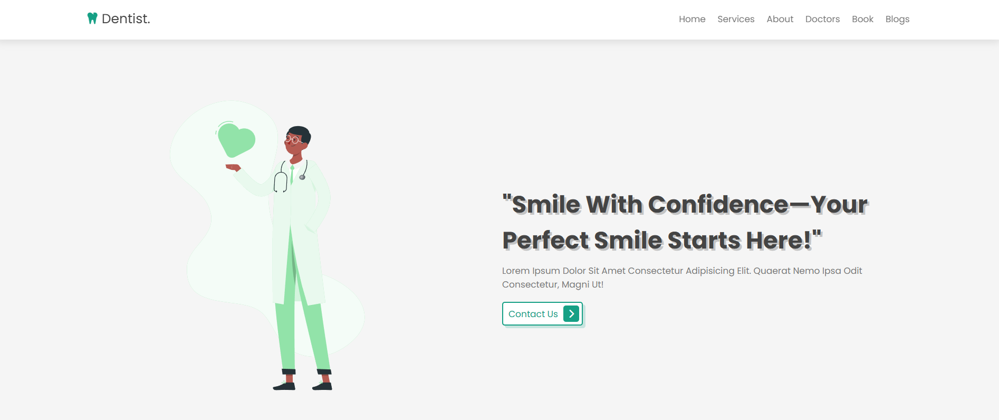 Dentist.
Home Services About Doctors Book Blogs
"Smile With Confidence—Your
Perfect Smile Starts Here!"
Lorem Ipsum Dolor Sit Amet Consectetur Adipisicing Elit. Quaerat Nemo Ipsa Odit
Consectetur, Magni Ut!
Contact Us